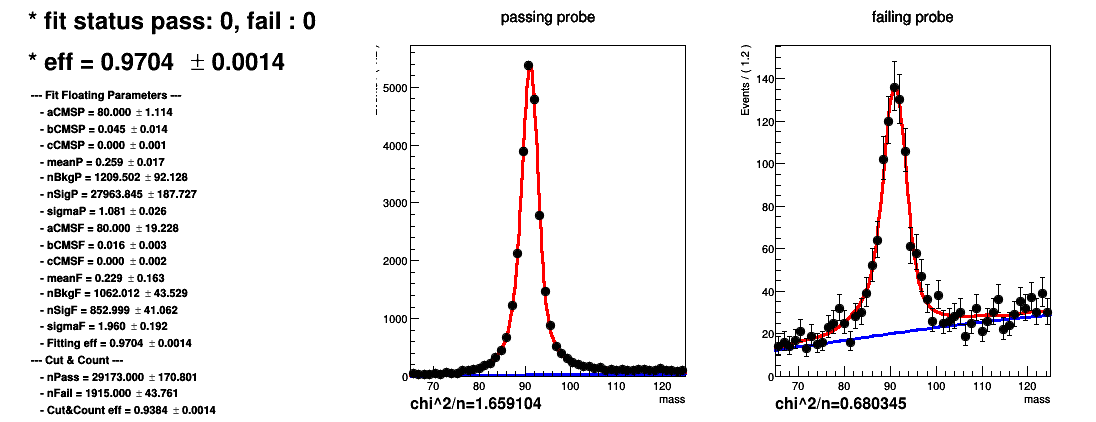 * fit status pass: 0, fail : 0
* eff = 0.9704 ± 0.0014
--- Fit Floating Parameters ---
- aCMSP = 80.000 ± 1.114
- bCMSP = 0.045 ± 0.014
- cCMSP = 0.000 ± 0.001
- meanP = 0.259 ± 0.017
- nBkgP = 1209.502 ± 92.128
- nSigP = 27963.845 ± 187.727
- sigmaP = 1.081 ± 0.026
- aCMSF = 80.000 ± 19.228
- bCMSF = 0.016 ± 0.003
- cCMSF = 0.000 ± 0.002
- meanF = 0.229 ± 0.163
- nBkgF = 1062.012 ± 43.529
- nSigF = 852.999 ± 41.062
- sigmaF = 1.960 ± 0.192
- Fitting eff = 0.9704 ± 0.0014
--- Cut & Count ---
- nPass = 29173.000 ± 170.801
- nFail = 1915.000 ± 43.761
- Cut&Count eff = 0.9384 ± 0.0014
passing probe
5000
4000
3000
2000
1000
0
70 80 90 100 110 120
mass
chi^2/n=1.659104
failing probe
Events / ( 1.2 )
140
120
100
80
60
40
20
0
70 80 90 100 110 120
mass
chi^2/n=0.680345